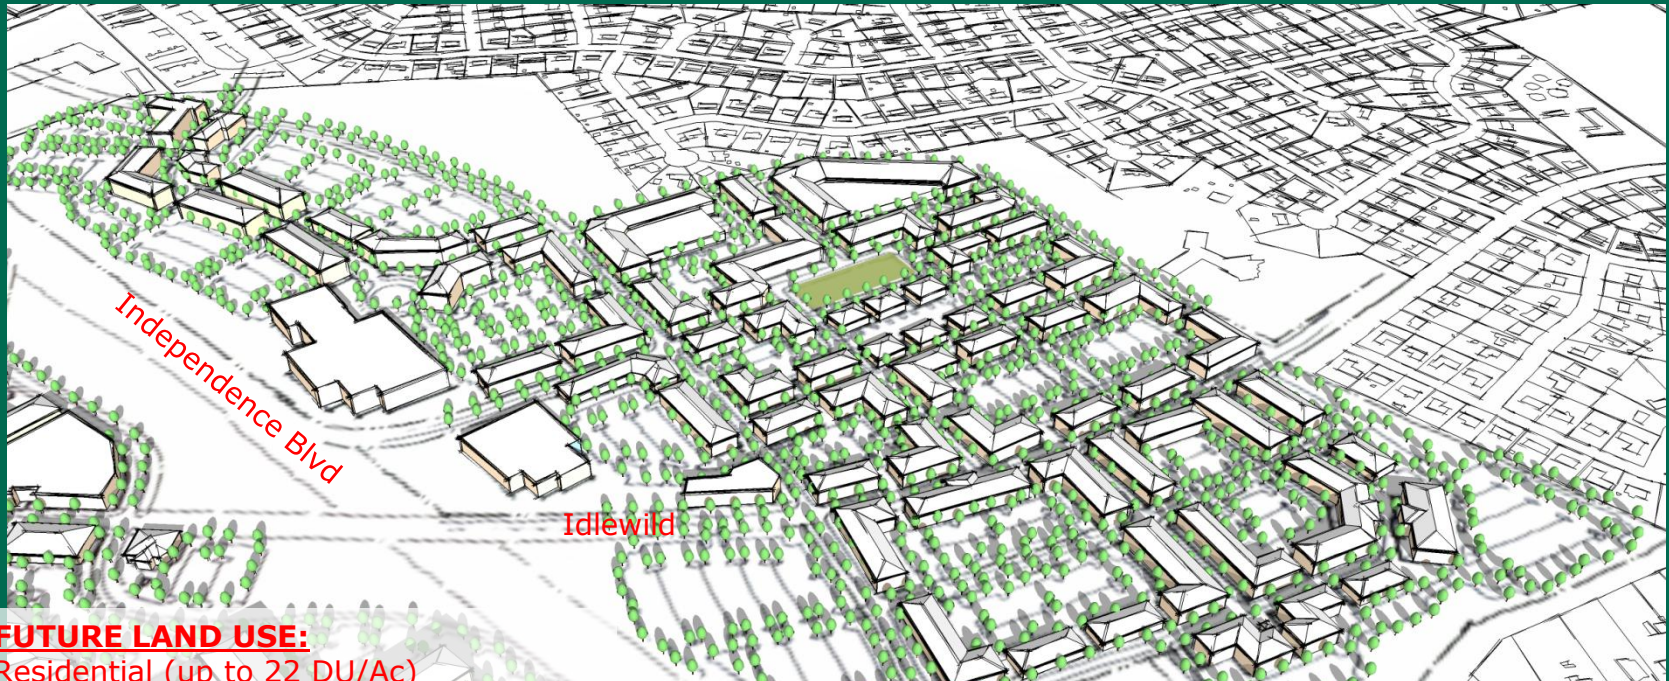 Independence Blvd
Idlewild
FUTURE LAND USE:
Residential (up to 22 DU/Ac)